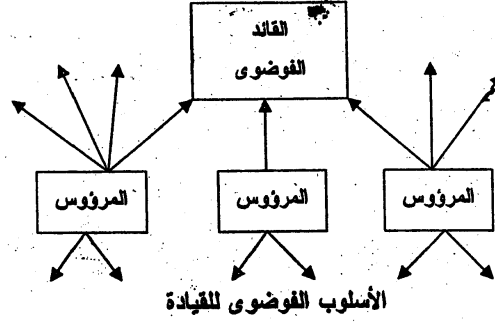 القائد
الفوضوى
المرؤوس
المرؤوس
المرؤوس
الأسلوب الفوضوى للقيادة